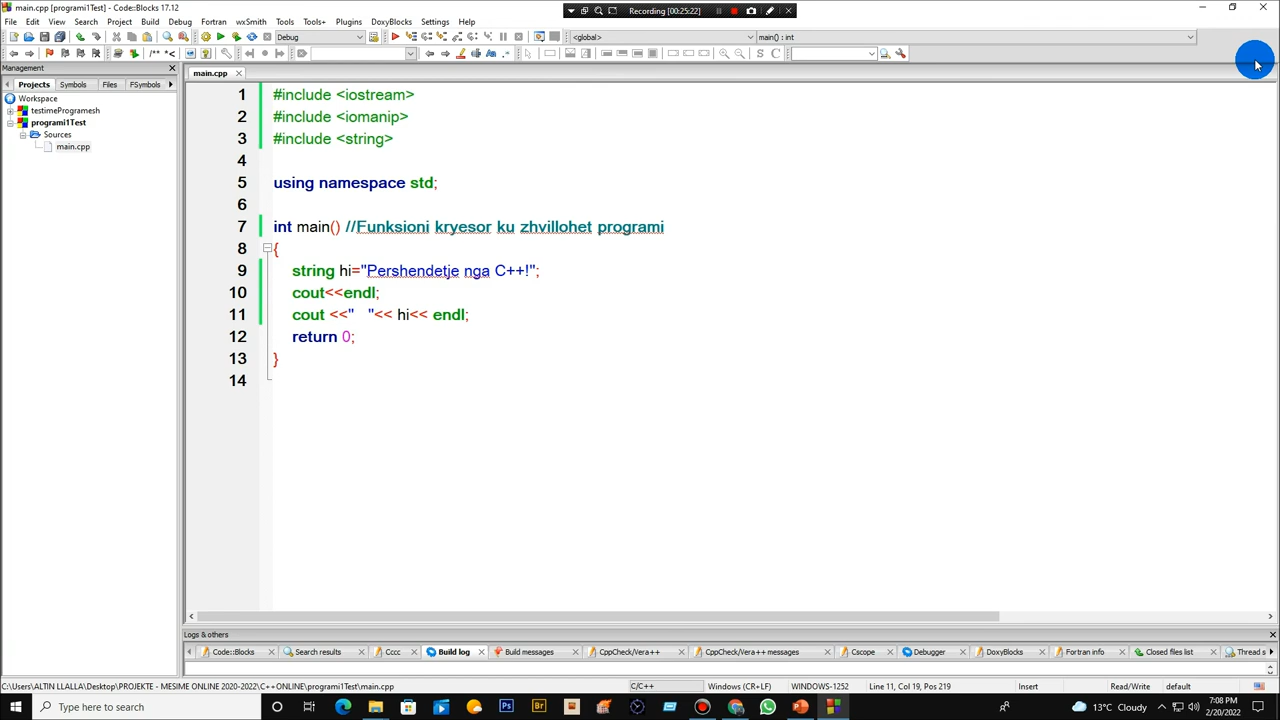 main.cpp [programi1Test] - Code::Blocks 17.12
Recording [00:25:22]
File Edit View Search Project Build Debug Fortran wxSmith Tools Tools+ Plugins DoxyBlocks Settings Help
Debug
<global>
main() : int
/** *<
Aa
.*
S C
Management
main.cpp
Projects Symbols Files FSymbols
Workspace
testimeProgramesh
programi1Test
Sources
main.cpp
1 #include <iostream>
2 #include <iomanip>
3 #include <string>
4
5 using namespace std;
6
7 int main() //Funksioni kryesor ku zhvillohet programi
8 {
9 string hi="Pershendetje nga C++!";
10 cout<<endl;
11 cout <<"   "<< hi<< endl;
12 return 0;
13 }
14
Logs & others
Code::Blocks Search results Cccc Build log Build messages CppCheck/Vera++ CppCheck/Vera++ messages Cscope Debugger DoxyBlocks Fortran info Closed files list Thread s
C:\Users\ALTIN LLALLA\Desktop\PROJEKTE - MESIME ONLINE 2020-2022\C++ONLINE\programi1Test\main.cpp C/C++ Windows (CR+LF) WINDOWS-1252 Line 11, Col 19, Pos 219 Insert Read/Write default
Type here to search
Ps
Br
13°C Cloudy
7:08 PM
2/20/2022